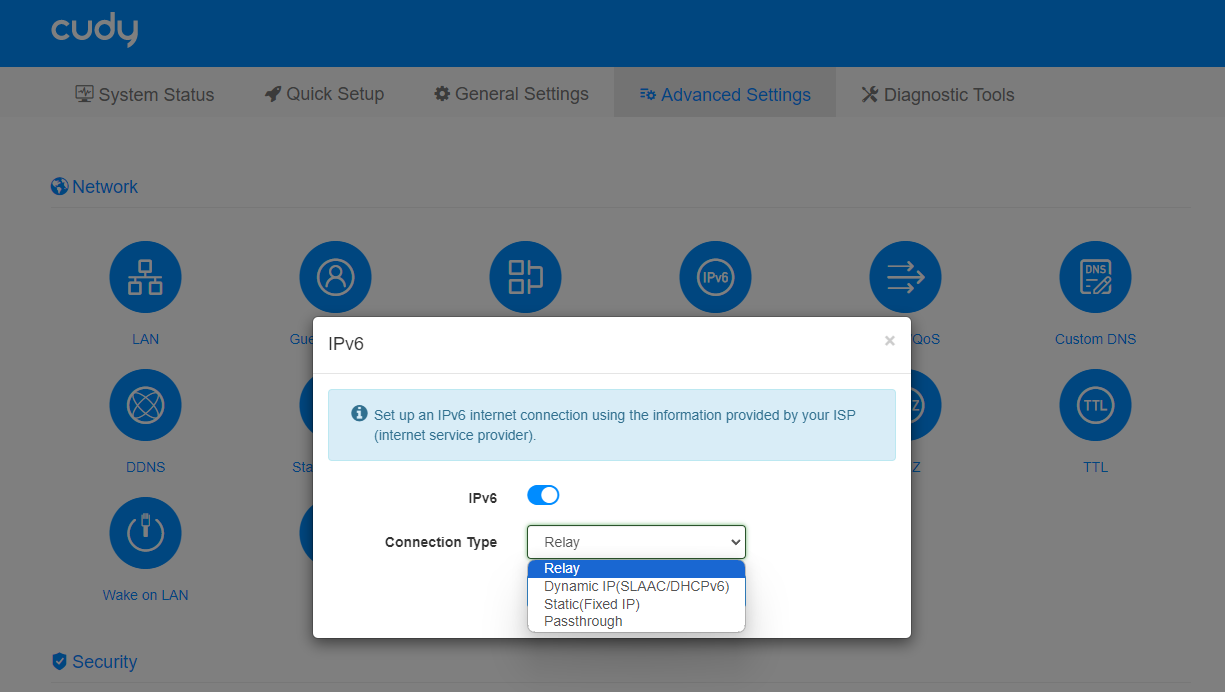 cudy
System Status
Quick Setup
General Settings
Advanced Settings
Diagnostic Tools
Network
IPv6
DNS
LAN
Gue
QoS
Custom DNS
IPv6
×
Set up an IPv6 internet connection using the information provided by your ISP
(internet service provider).
Z
TTL
DDNS
Sta
Z
TTL
IPv6
Connection Type
Relay
Relay
Dynamic IP(SLAAC/DHCPv6)
Static(Fixed IP)
Passthrough
Wake on LAN
Security